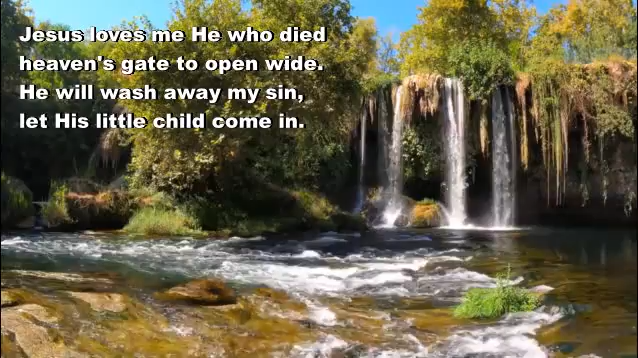 Jesus loves me He who died
heaven's gate to open wide.
He will wash away my sin,
let His little child come in.